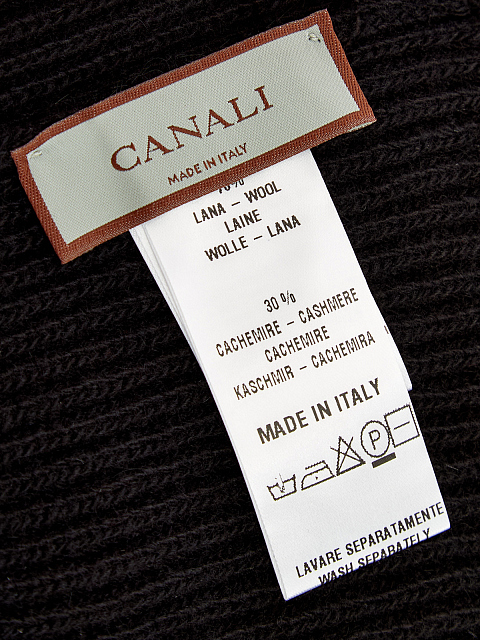 CANALI
MADE IN ITALY
70%
LANA - WOOL
LAINE
WOLLE - LANA
30%
CACHEMIRE - CASHMERE
CACHEMIRE
KASCHMIR - CACHEMIRA
MADE IN ITALY
P
LAVARE SEPARATAMENTE
WASH SEPARATELY